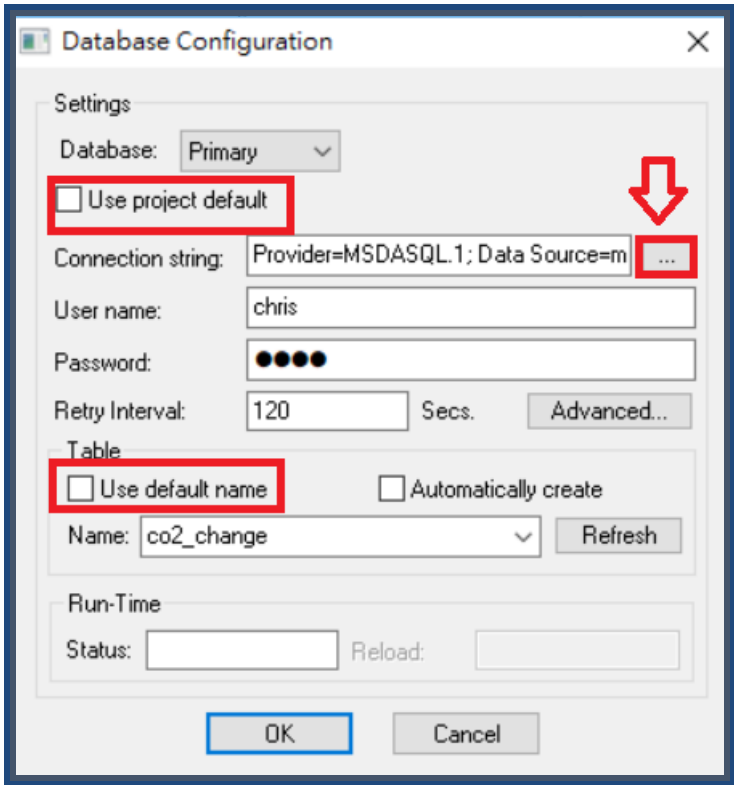 Database Configuration
Settings
Database: Primary
Use project default
Connection string: Provider=MSDASQL.1; Data Source=m ...
User name: chris
Password: ●●●●
Retry Interval: 120 Secs. Advanced...
Table
Use default name Automatically create
Name: co2_change Refresh
Run-Time
Status: Reload:
OK Cancel